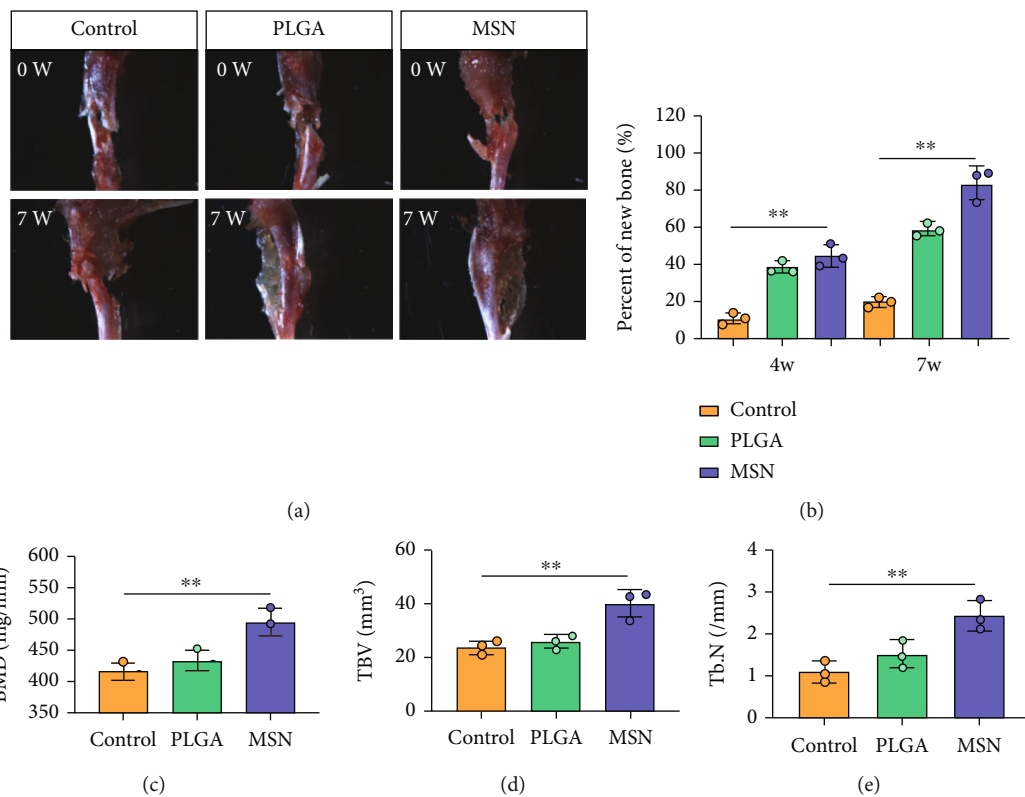 Control PLGA MSN
0 W 0 W 0 W
7 W 7 W 7 W
(a)
Percent of new bone (%)
120
100
80
60
40
20
0
4w 7w
Control
PLGA
MSN
(b)
600
550
500
450
400
350
Control PLGA MSN
**
(c)
TBV (mm³)
60
40
20
0
Control PLGA MSN
**
(d)
Tb.N (/mm)
4
3
2
1
0
Control PLGA MSN
**
(e)
**
**